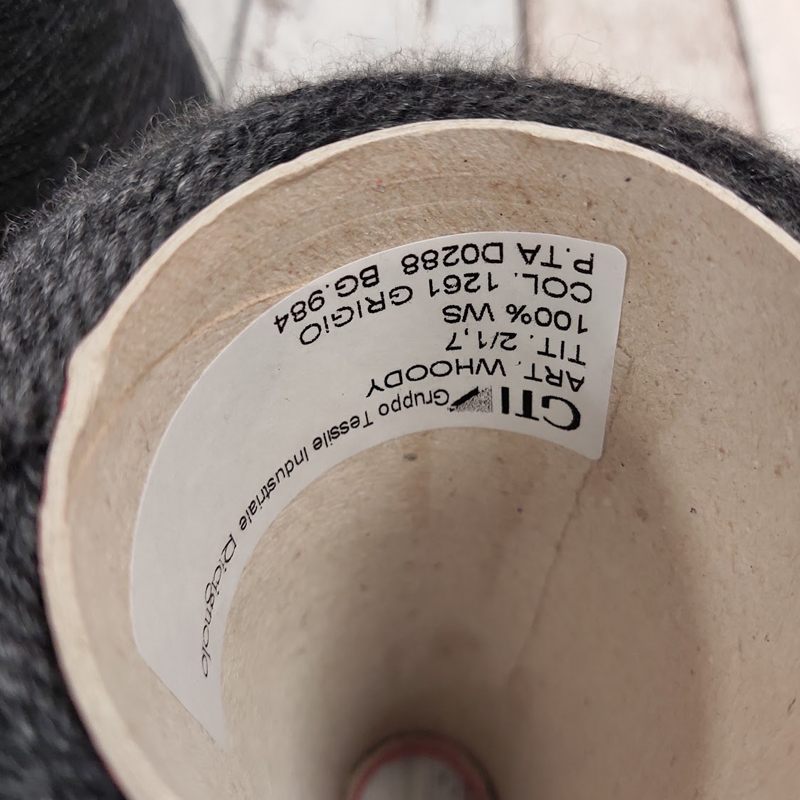 GTI Gruppo Tessile Industriale
ART. WHOODY
TIT. 2/1,7
100% WS
COL. 1261 GRIGIO
P.TA D0288 BG.984